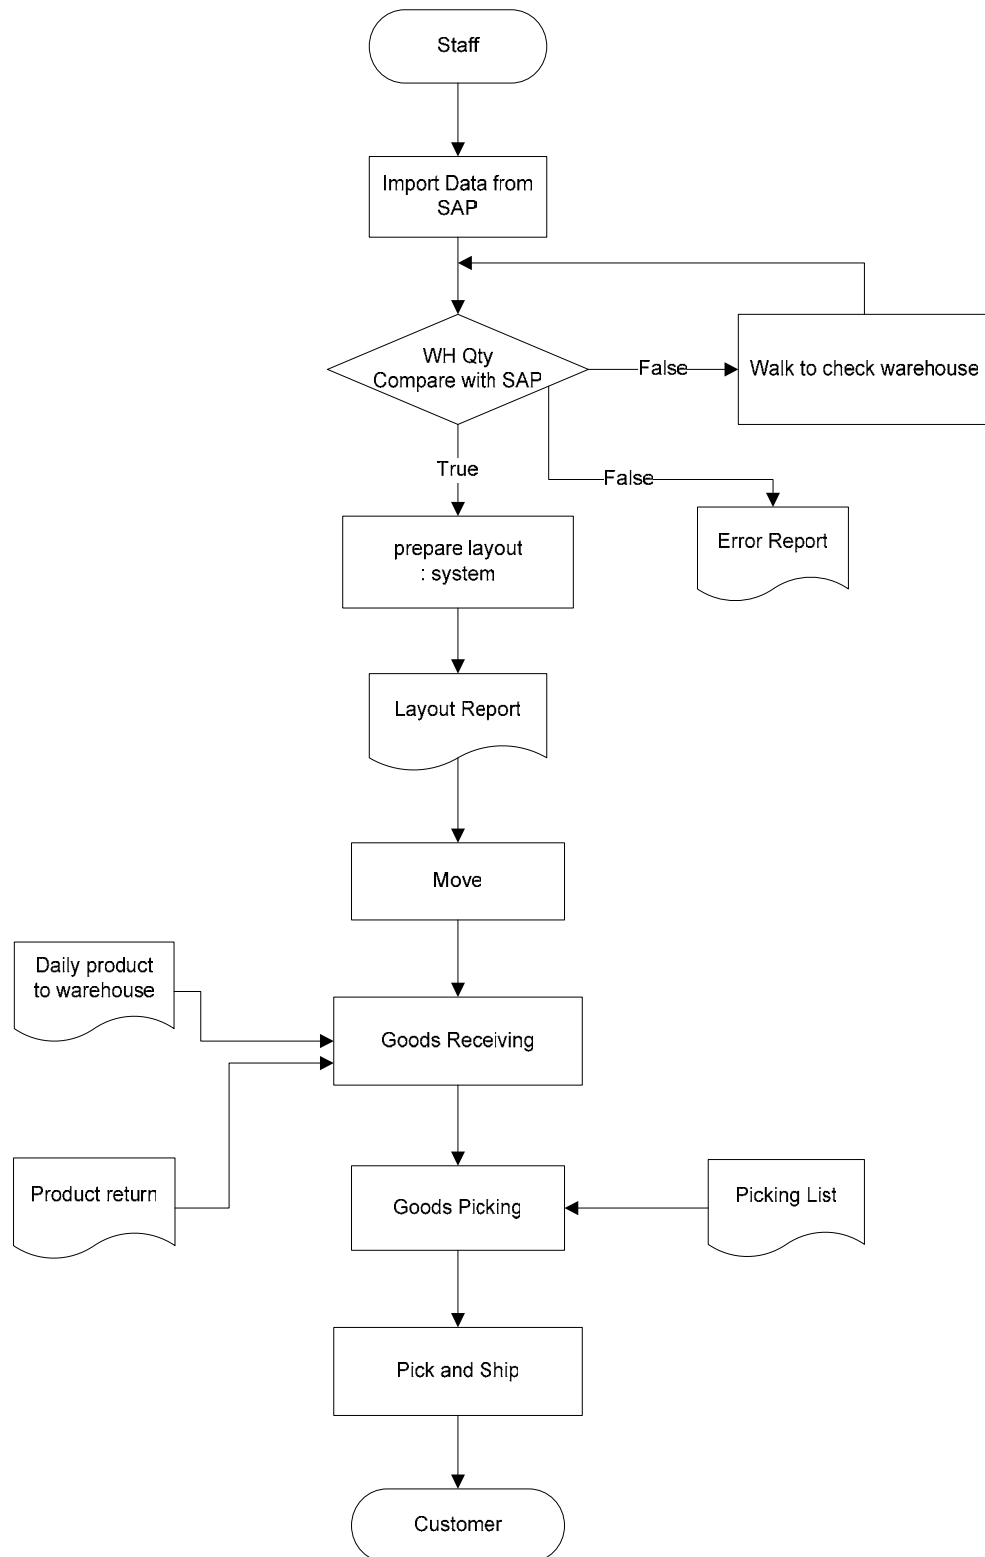 Staff
Import Data from
SAP
WH Qty
Compare with SAP
False
Walk to check warehouse
True
False
prepare layout
: system
Error Report
Layout Report
Move
Daily product
to warehouse
Goods Receiving
Product return
Goods Picking
Picking List
Pick and Ship
Customer